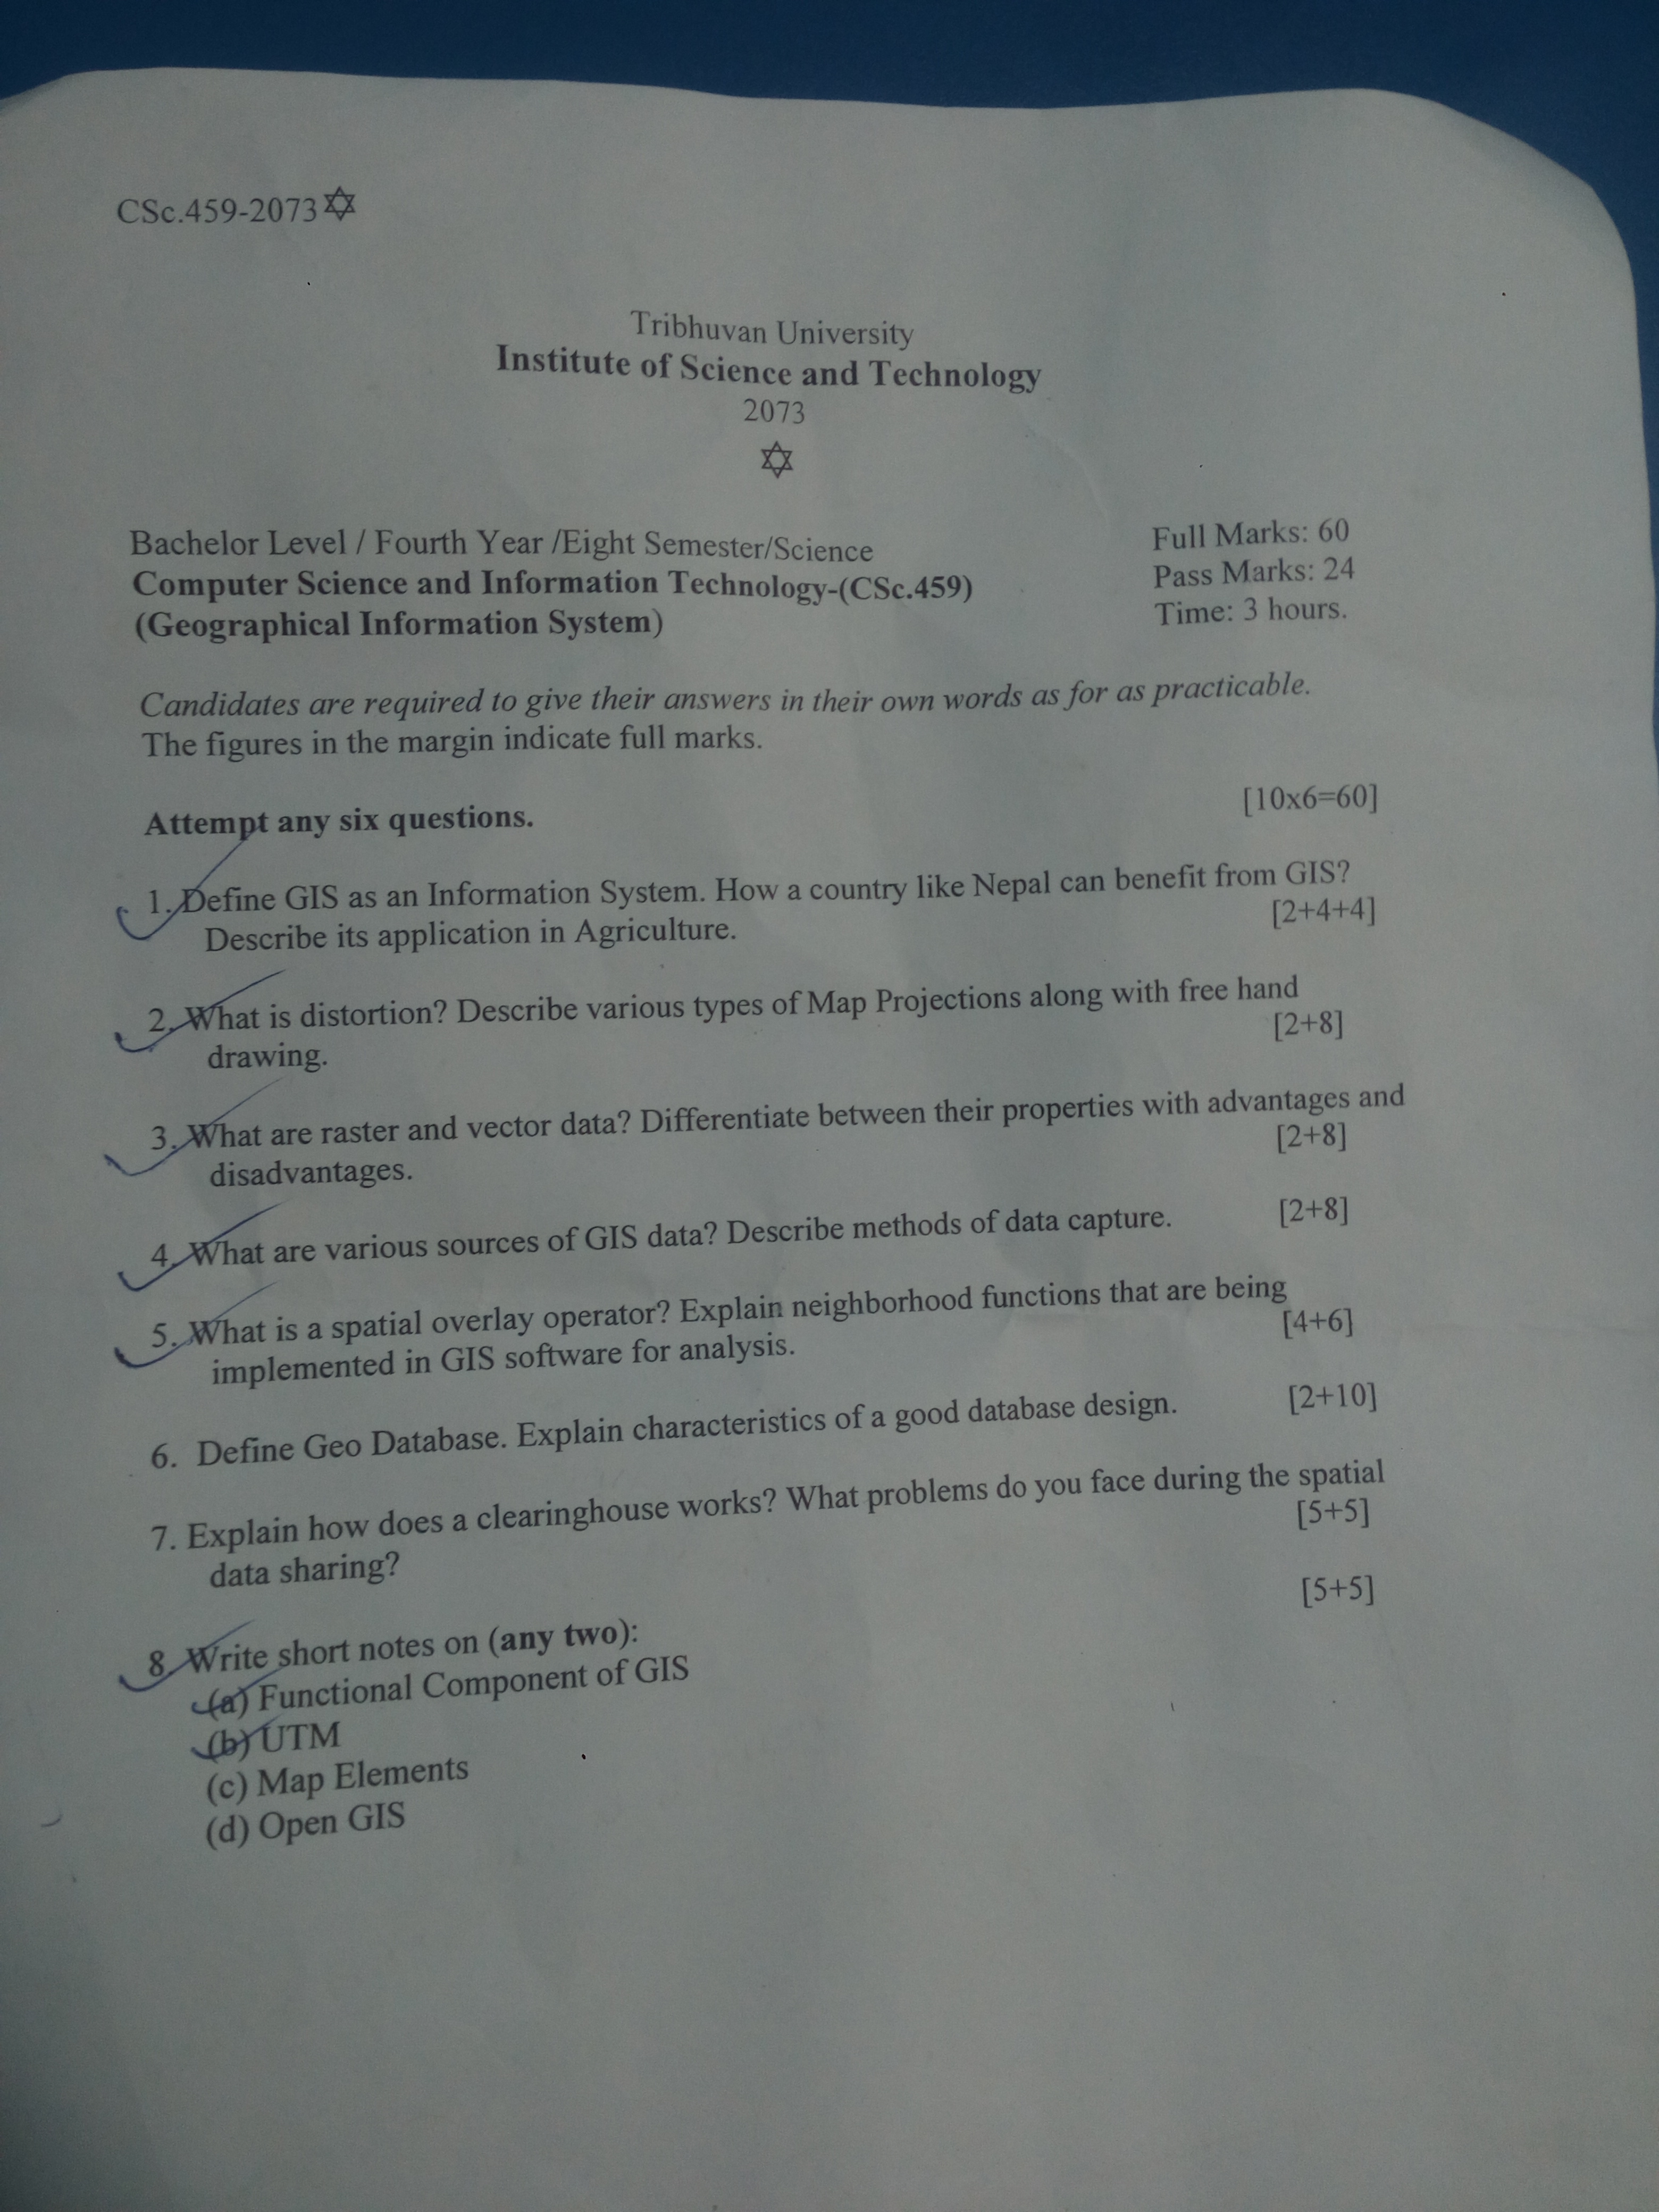 CSc.459-2073✡
Tribhuvan University
Institute of Science and Technology
2073
✡
Bachelor Level / Fourth Year /Eight Semester/Science
Full Marks: 60
Computer Science and Information Technology-(CSc.459)
Pass Marks: 24
(Geographical Information System)
Time: 3 hours.
Candidates are required to give their answers in their own words as for as practicable.
The figures in the margin indicate full marks.
Attempt any six questions.
[10x6=60]
1. Define GIS as an Information System. How a country like Nepal can benefit from GIS?
Describe its application in Agriculture.
[2+4+4]
2. What is distortion? Describe various types of Map Projections along with free hand
drawing.
[2+8]
3. What are raster and vector data? Differentiate between their properties with advantages and
disadvantages.
[2+8]
4. What are various sources of GIS data? Describe methods of data capture.
[2+8]
5. What is a spatial overlay operator? Explain neighborhood functions that are being
implemented in GIS software for analysis.
[4+6]
6. Define Geo Database. Explain characteristics of a good database design.
[2+10]
7. Explain how does a clearinghouse works? What problems do you face during the spatial
data sharing?
[5+5]
8. Write short notes on (any two):
[5+5]
(a) Functional Component of GIS
(b) UTM
(c) Map Elements
(d) Open GIS